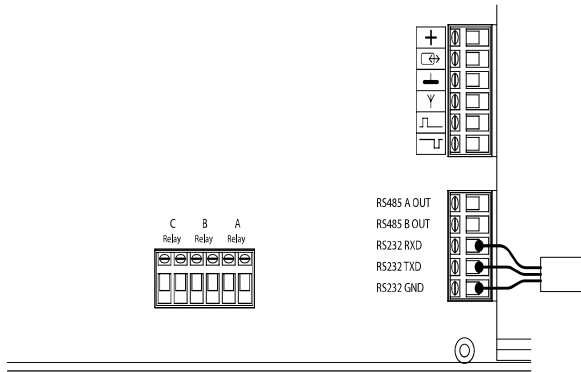 RS485 A OUT
RS485 B OUT
RS232 RXD
RS232 TXD
RS232 GND
C B A
Relay Relay Relay